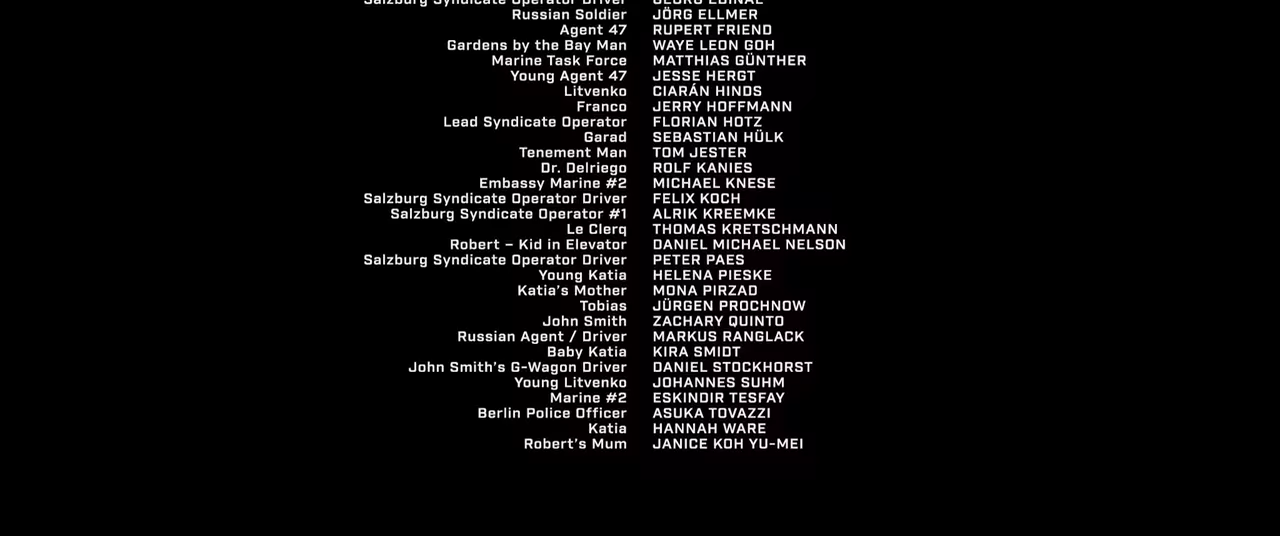 Salzburg Syndicate Operator Driver
Russian Soldier JÖRG ELLMER
Agent 47 RUPERT FRIEND
Gardens by the Bay Man WAYE LEON GOH
Marine Task Force MATTHIAS GÜNTHER
Young Agent 47 JESSE HERGT
Litvenko CIARÁN HINDS
Franco JERRY HOFFMANN
Lead Syndicate Operator FLORIAN HOTZ
Garad SEBASTIAN HÜLK
Tenement Man TOM JESTER
Dr. Delriego ROLF KANIES
Embassy Marine #2 MICHAEL KNESE
Salzburg Syndicate Operator Driver FELIX KOCH
Salzburg Syndicate Operator #1 ALRIK KREEMKE
Le Clerq THOMAS KRETSCHMANN
Robert – Kid in Elevator DANIEL MICHAEL NELSON
Salzburg Syndicate Operator Driver PETER PAES
Young Katia HELENA PIESKE
Katia's Mother MONA PIRZAD
Tobias JÜRGEN PROCHNOW
John Smith ZACHARY QUINTO
Russian Agent / Driver MARKUS RANGLACK
Baby Katia KIRA SMIDT
John Smith's G-Wagon Driver DANIEL STOCKHORST
Young Litvenko JOHANNES SUHM
Marine #2 ESKINDIR TESFAY
Berlin Police Officer ASUKA TOVAZZI
Katia HANNAH WARE
Robert's Mum JANICE KOH YU-MEI